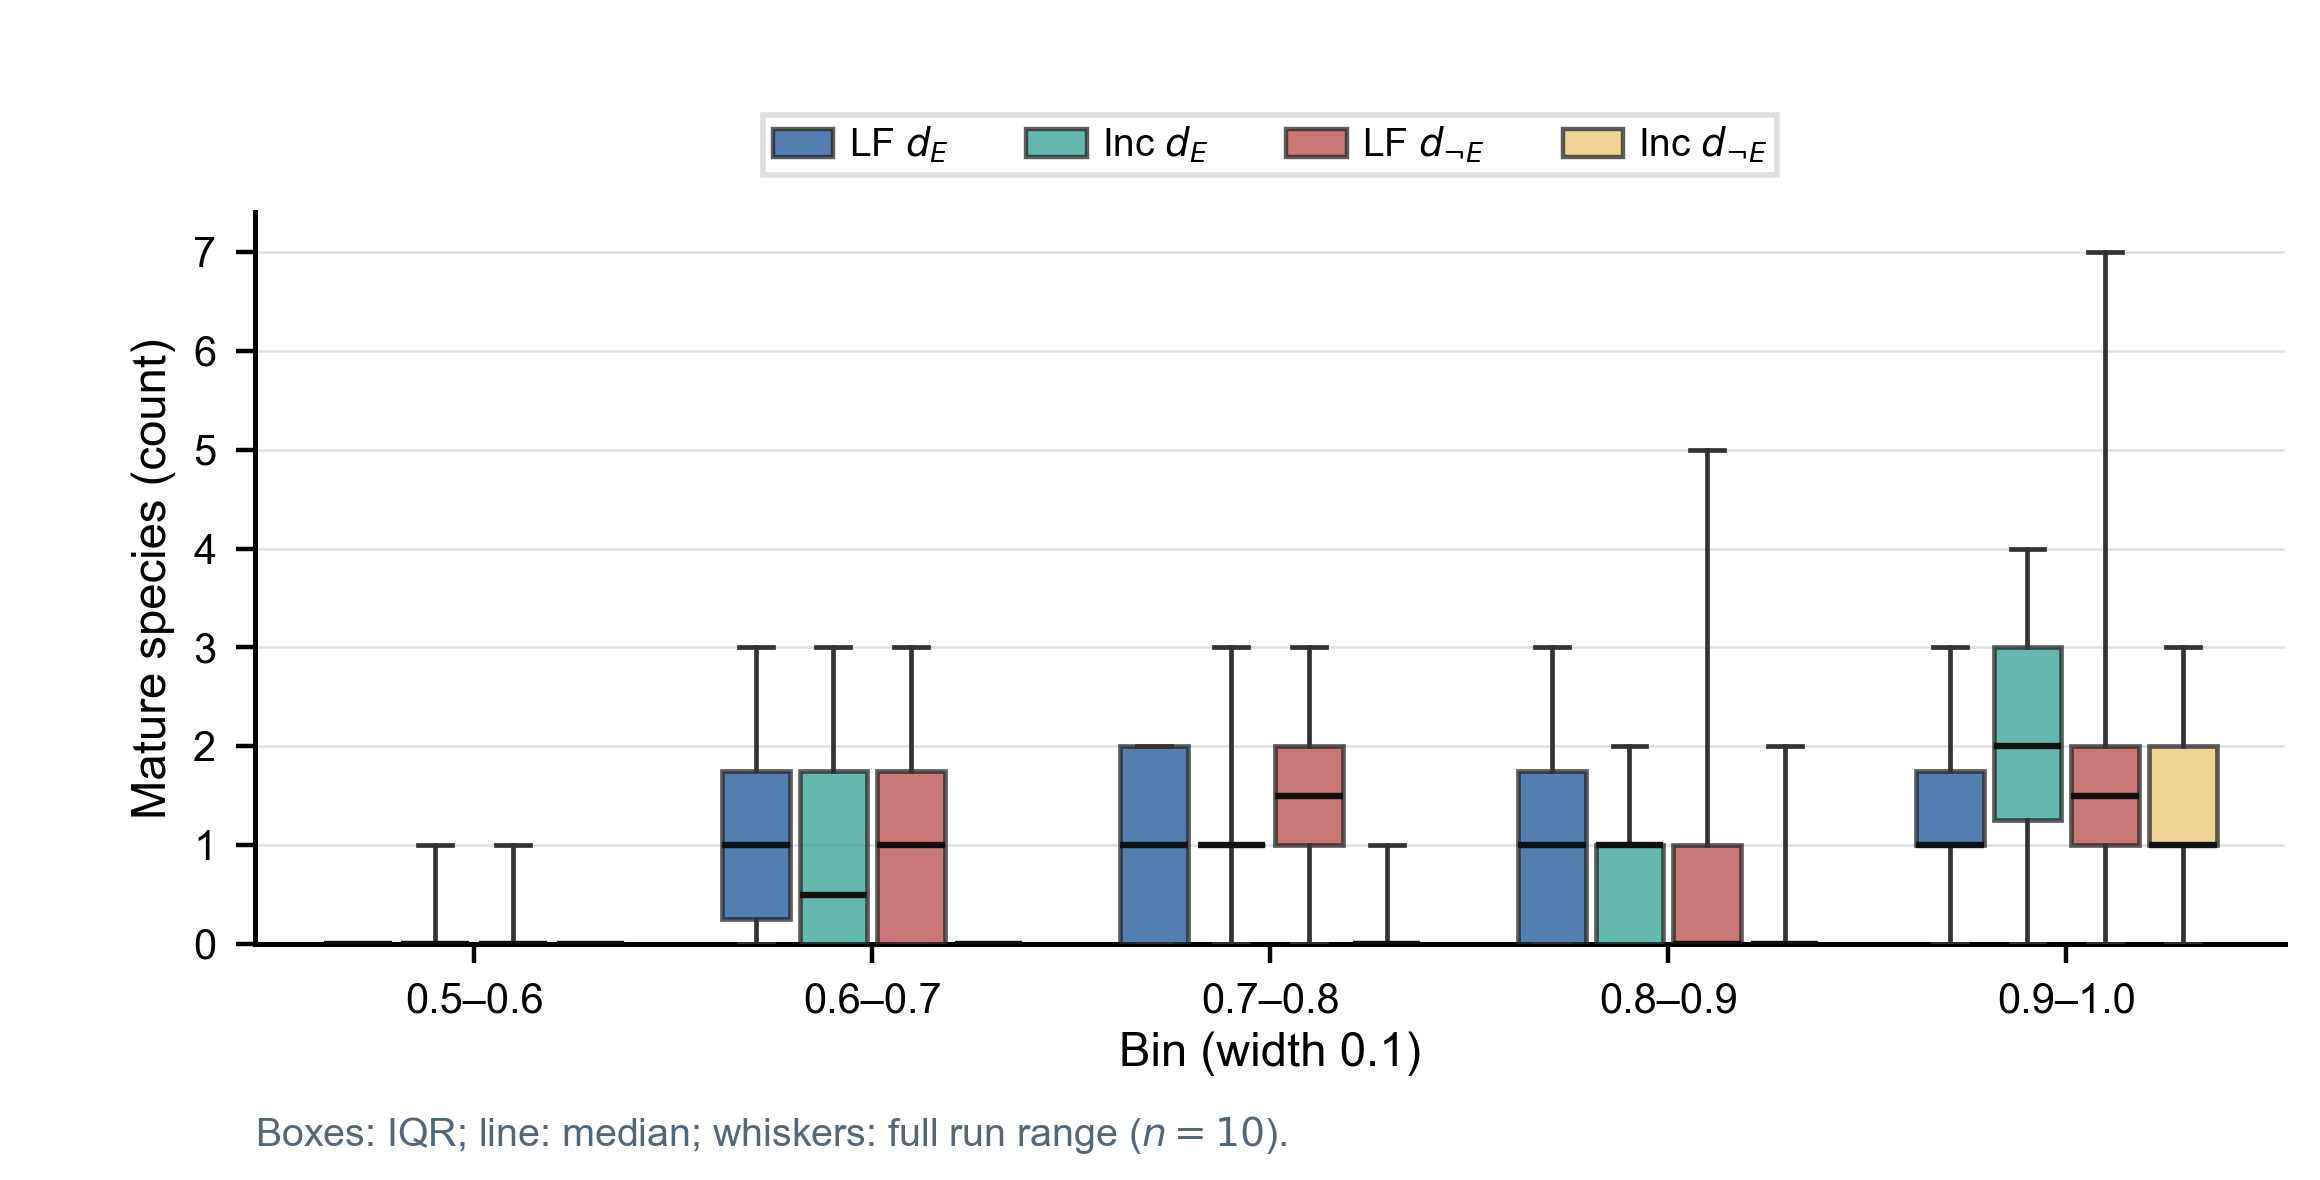 LF d_E Inc d_E LF d_¬E Inc d_¬E
Mature species (count)
7
6
5
4
3
2
1
0
0.5–0.6 0.6–0.7 0.7–0.8 0.8–0.9 0.9–1.0
Bin (width 0.1)
Boxes: IQR; line: median; whiskers: full run range (n = 10).